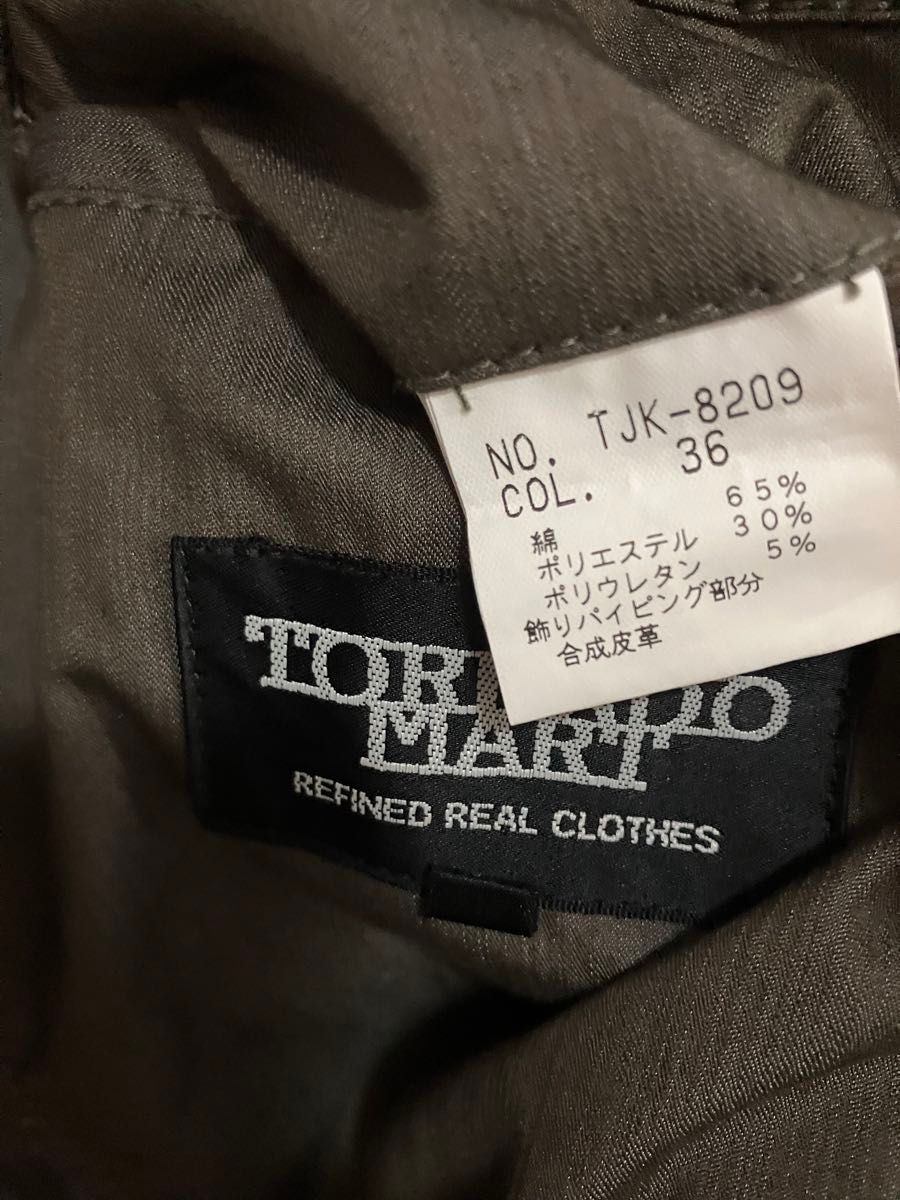 NO. TJK-8209
COL. 36
綿 65%
ポリエステル 30%
ポリウレタン 5%
飾りパイピング部分
合成皮革
MART
REFINED REAL CLOTHES